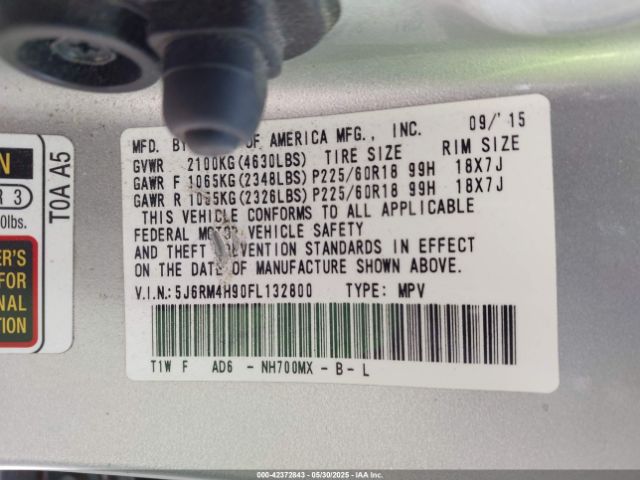 MFD. BY OF AMERICA MFG., INC. 09/'15
GVWR 2100KG(4630LBS) TIRE SIZE RIM SIZE
GAWR F 1065KG(2348LBS) P225/60R18 99H 18X7J
GAWR R 1055KG(2326LBS) P225/60R18 99H 18X7J
THIS VEHICLE CONFORMS TO ALL APPLICABLE
FEDERAL MOTOR VEHICLE SAFETY
AND THEFT PREVENTION STANDARDS IN EFFECT
ON THE DATE OF MANUFACTURE SHOWN ABOVE.
V.I.N.: 5J6RM4H90FL132800 TYPE: MPV
T1W F AD6 - NH700MX - B - L
T0A A5
N
R 3
0lbs.
ER'S
FOR
NAL
TION
00-42372843 — 05/30/2025 — IAAI Copyright